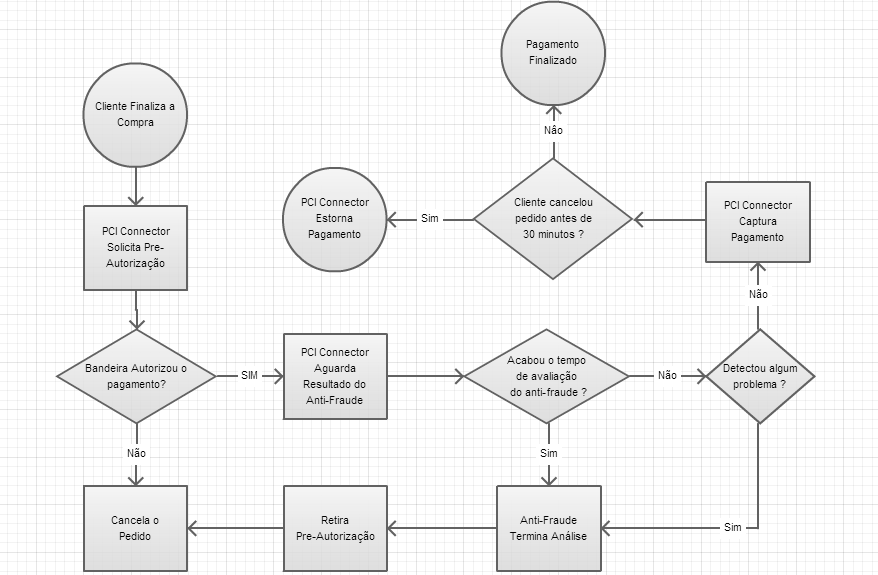 Pagamento
Finalizado
Cliente Finaliza a
Compra
Nâo
PCI Connector
Estorna
Pagamento
Sim
Cliente cancelou
pedido antes de
30 minutos ?
PCI Connector
Captura
Pagamento
PCI Connector
Solicita Pre-
Autorização
Não
Bandeira Autorizou o
pagamento?
SIM
PCI Connector
Aguarda
Resultado do
Anti-Fraude
Acabou o tempo
de avaliação
do anti-fraude ?
Não
Detectou algum
problema ?
Não
Sim
Cancela o
Pedido
Retira
Pre-Autorização
Anti-Fraude
Termina Análise
Sim